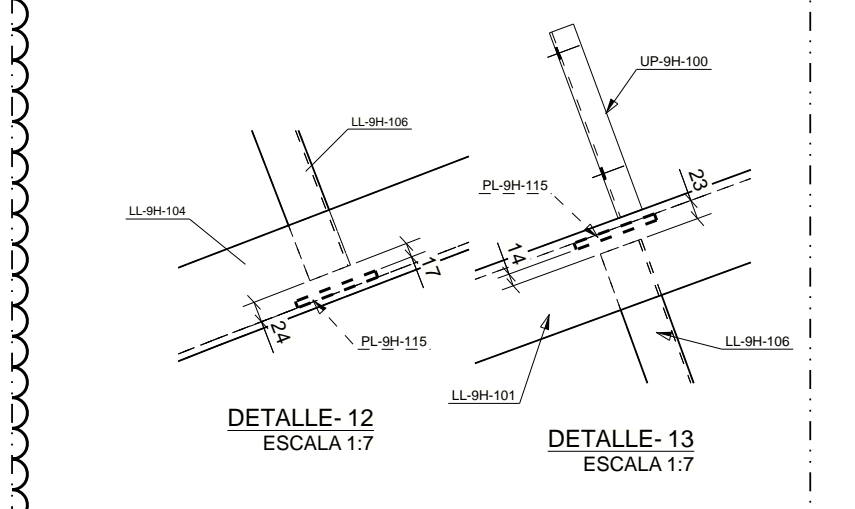 LL-9H-106
LL-9H-104
17
24
PL-9H-115
DETALLE- 12
ESCALA 1:7
UP-9H-100
PL-9H-115
23
14
LL-9H-106
LL-9H-101
DETALLE- 13
ESCALA 1:7